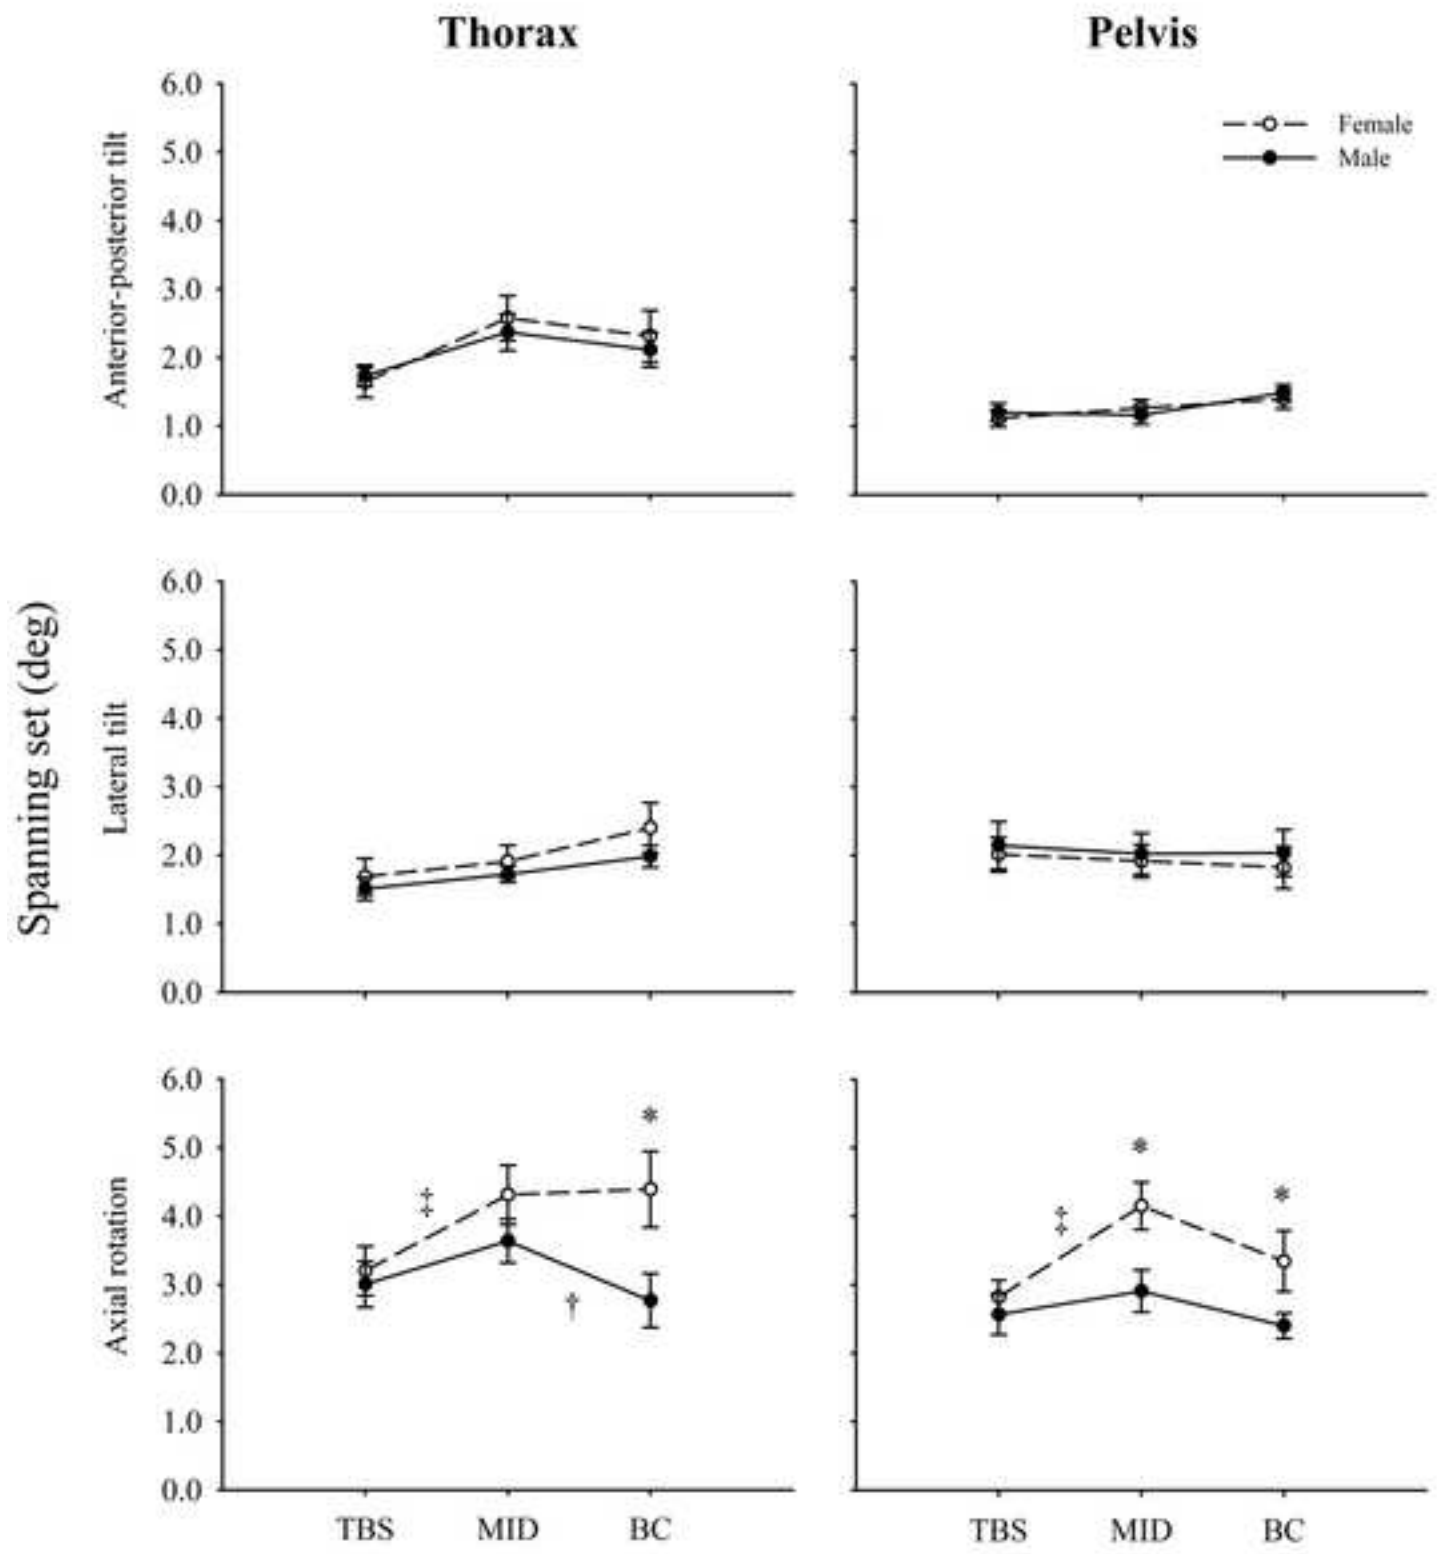 Thorax
Pelvis
Anterior-posterior tilt
6.0
5.0
4.0
3.0
2.0
1.0
0.0
Female
Male
Spanning set (deg)
Lateral tilt
6.0
5.0
4.0
3.0
2.0
1.0
0.0
Axial rotation
6.0
5.0
4.0
3.0
2.0
1.0
0.0
‡
*
†
‡
*
*
TBS MID BC
TBS MID BC